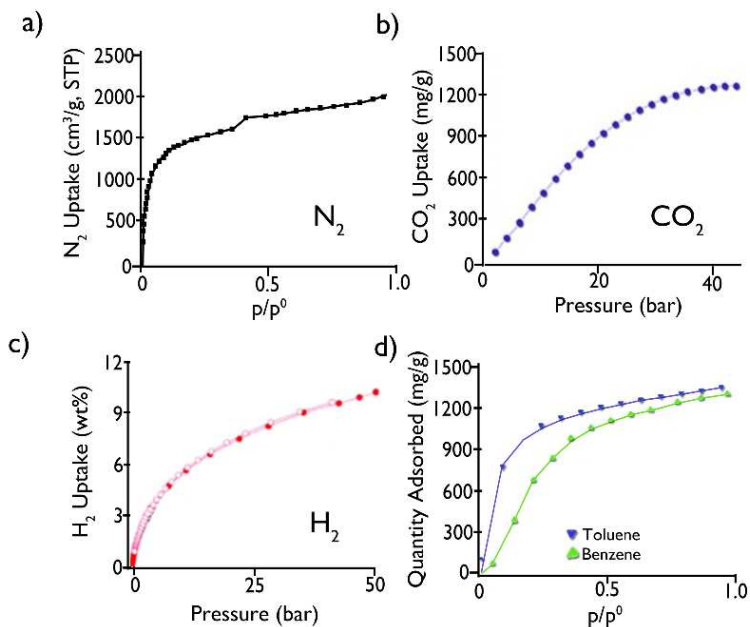 a)
N2 Uptake (cm3/g, STP)
2500
2000
1500
1000
500
0
0
0.5
1.0
N2
p/p0
b)
CO2 Uptake (mg/g)
1500
1200
900
600
300
0
0
20
40
CO2
Pressure (bar)
c)
H2 Uptake (wt%)
12
9
6
3
0
0
25
50
H2
Pressure (bar)
d)
Quantity Adsorbed (mg/g)
1500
1200
900
600
300
0
0
0.5
1.0
Toluene
Benzene
p/p0